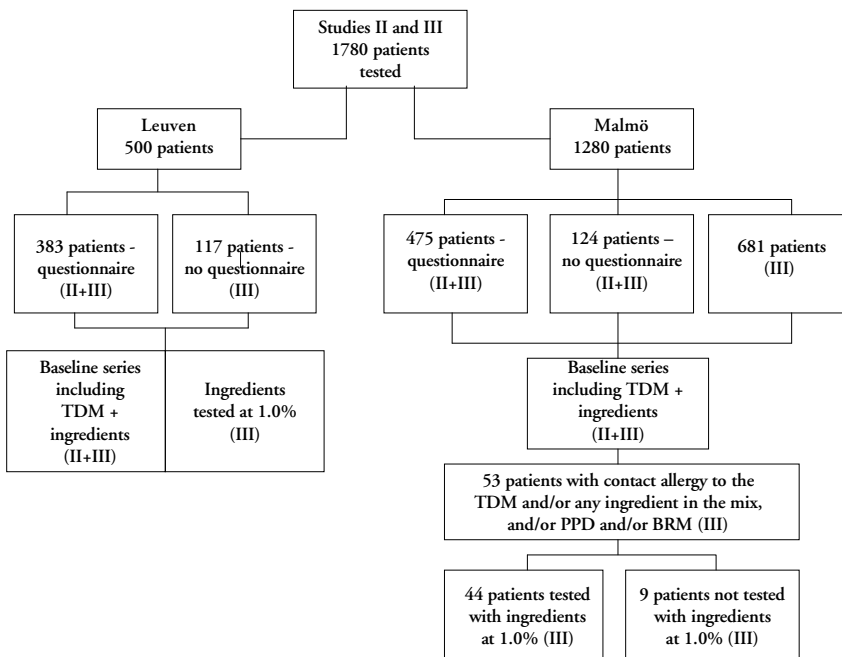 Studies II and III
1780 patients
tested
Leuven
500 patients
Malmö
1280 patients
383 patients -
questionnaire
(II+III)
117 patients -
no questionnaire
(III)
475 patients -
questionnaire
(II+III)
124 patients –
no questionnaire
(II+III)
681 patients
(III)
Baseline series
including
TDM +
ingredients
(II+III)
Ingredients
tested at 1.0%
(III)
Baseline series
including TDM +
ingredients
(II+III)
53 patients with contact allergy to the
TDM and/or any ingredient in the mix,
and/or PPD and/or BRM (III)
44 patients tested
with ingredients
at 1.0% (III)
9 patients not tested
with ingredients
at 1.0% (III)